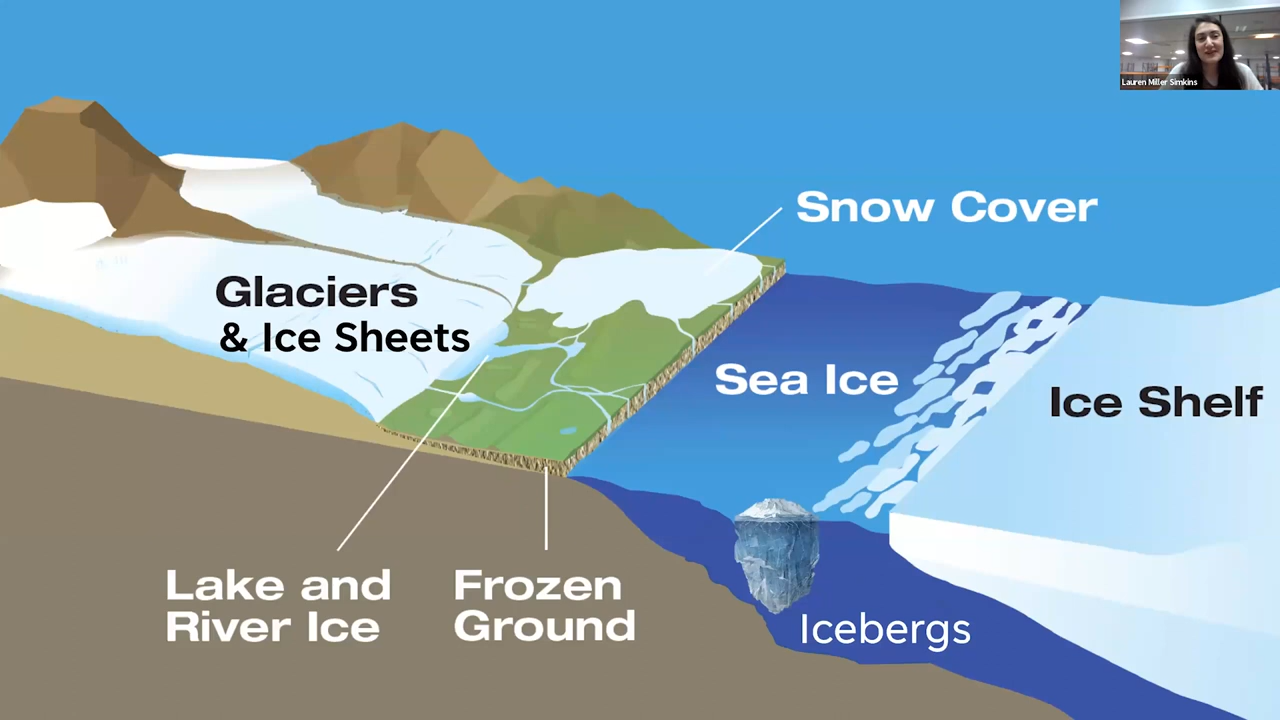 Lauren Miller Simkins
Snow Cover
Glaciers
& Ice Sheets
Sea Ice
Ice Shelf
Lake and
River Ice
Frozen
Ground
Icebergs